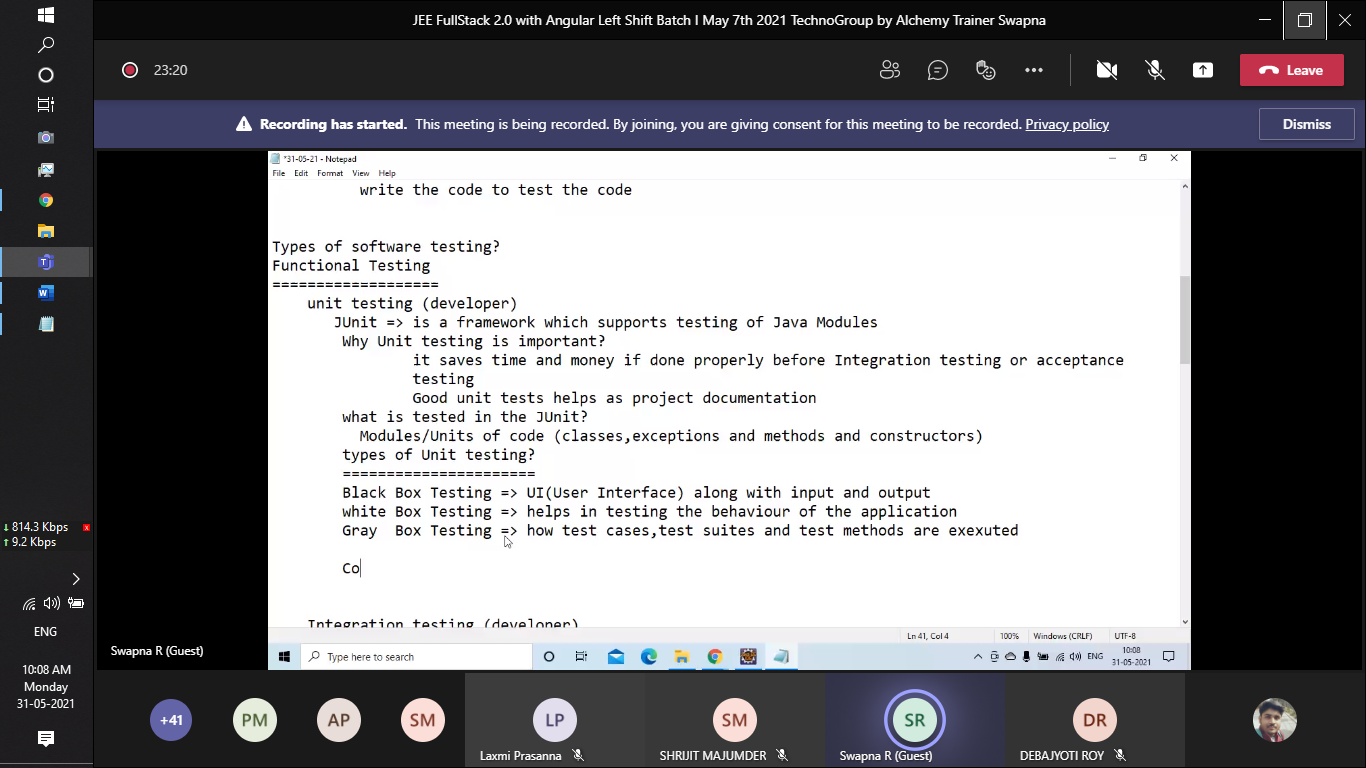 JEE FullStack 2.0 with Angular Left Shift Batch I May 7th 2021 TechnoGroup by Alchemy Trainer Swapna
23:20
Leave
Recording has started. This meeting is being recorded. By joining, you are giving consent for this meeting to be recorded. Privacy policy
Dismiss
*31-05-21 - Notepad
File Edit Format View Help
write the code to test the code
Types of software testing?
Functional Testing
===================
unit testing (developer)
JUnit => is a framework which supports testing of Java Modules
Why Unit testing is important?
it saves time and money if done properly before Integration testing or acceptance
testing
Good unit tests helps as project documentation
what is tested in the JUnit?
Modules/Units of code (classes,exceptions and methods and constructors)
types of Unit testing?
======================
Black Box Testing => UI(User Interface) along with input and output
white Box Testing => helps in testing the behaviour of the application
Gray  Box Testing => how test cases,test suites and test methods are exexuted
Co
Integration testing (developer)
Ln 41, Col 4 100% Windows (CRLF) UTF-8
Type here to search
ENG
10:08
31-05-2021
Swapna R (Guest)
814.3 Kbps
9.2 Kbps
ENG
10:08 AM
Monday
31-05-2021
+41
PM
AP
SM
LP
Laxmi Prasanna
SM
SHRIJIT MAJUMDER
SR
Swapna R (Guest)
DR
DEBAJYOTI ROY